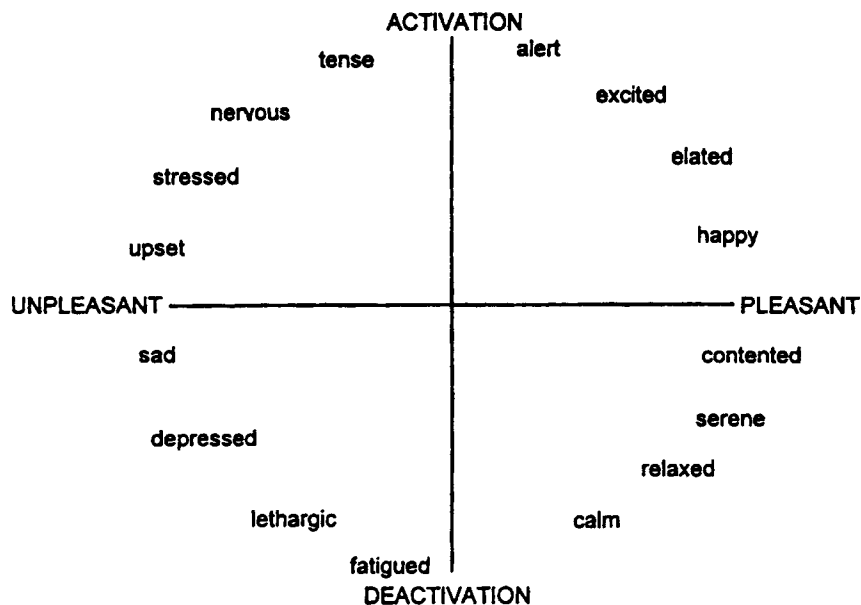 ACTIVATION
tense
alert
excited
nervous
elated
stressed
happy
upset
UNPLEASANT
PLEASANT
sad
contented
serene
depressed
relaxed
lethargic
calm
fatigued
DEACTIVATION